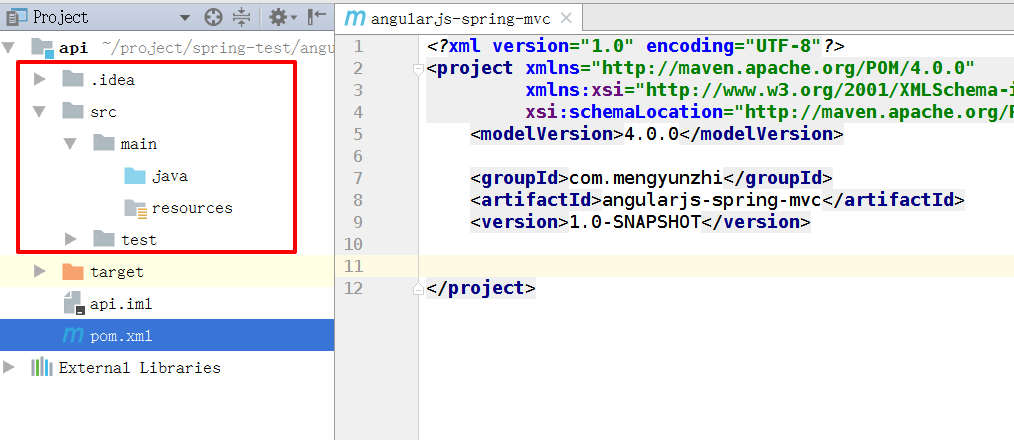 Project
angularjs-spring-mvc
api ~/project/spring-test/angu
.idea
src
main
java
resources
test
target
api.iml
pom.xml
External Libraries
1 <?xml version="1.0" encoding="UTF-8"?>
2 <project xmlns="http://maven.apache.org/POM/4.0.0"
3 xmlns:xsi="http://www.w3.org/2001/XMLSchema-i
4 xsi:schemaLocation="http://maven.apache.org/P
5 <modelVersion>4.0.0</modelVersion>
6
7 <groupId>com.mengyunzhi</groupId>
8 <artifactId>angularjs-spring-mvc</artifactId>
9 <version>1.0-SNAPSHOT</version>
10
11
12 </project>